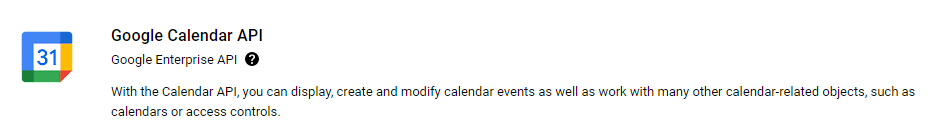 Google Calendar API
Google Enterprise API ?
31
With the Calendar API, you can display, create and modify calendar events as well as work with many other calendar-related objects, such as
calendars or access controls.